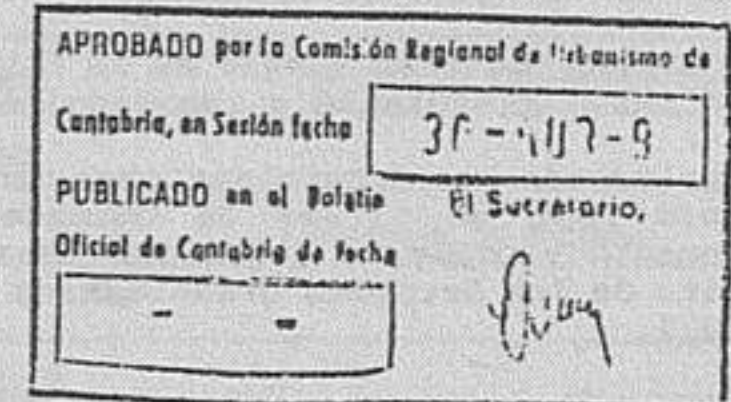 APROBADO por la Comisión Regional de Urbanismo de
Cantabria, en Sesión fecha
PUBLICADO en el Boletín
El Secretario,
Oficial de Cantabria de fecha
- -